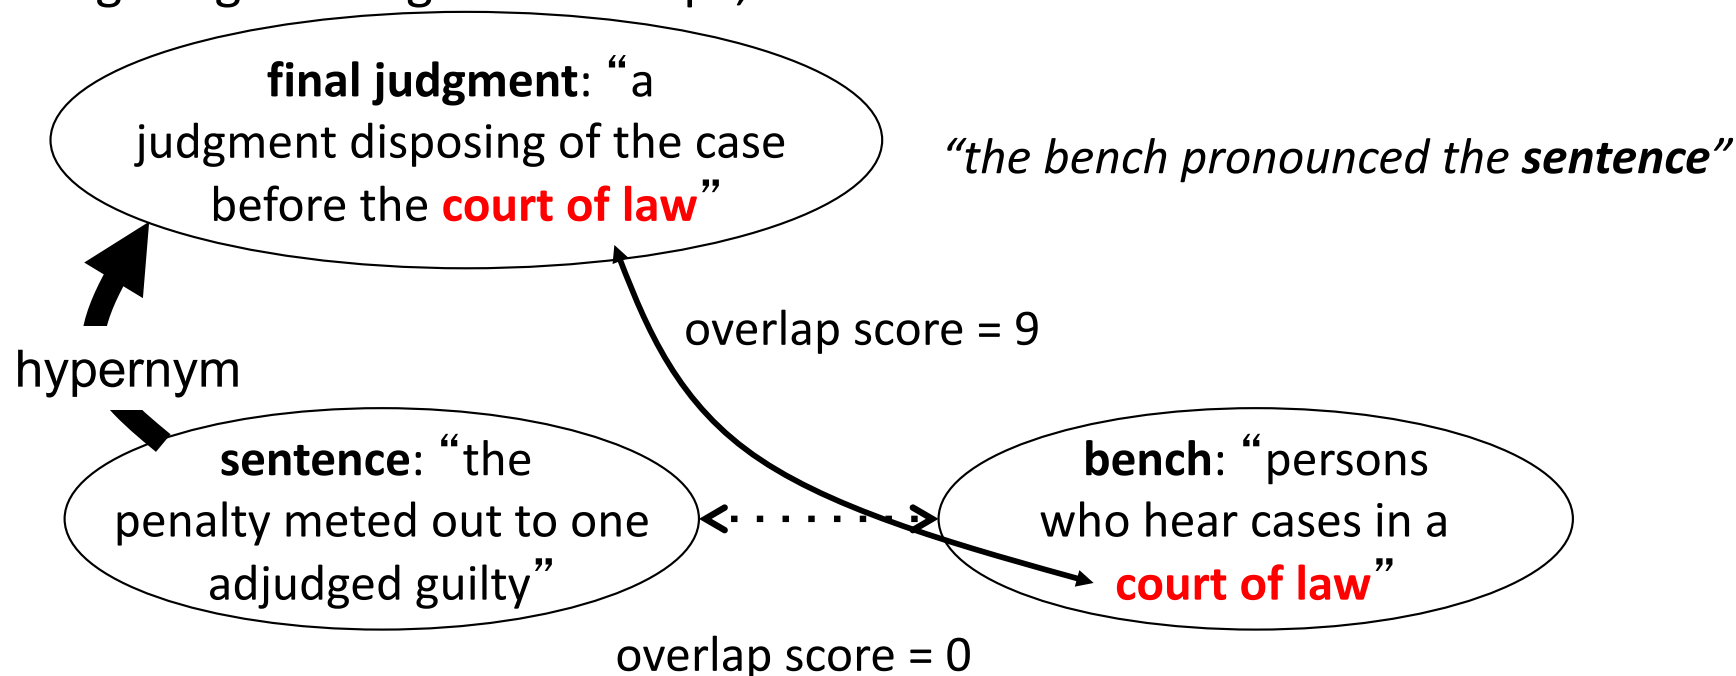 final judgment: “a
judgment disposing of the case
before the court of law”
“the bench pronounced the sentence”
overlap score = 9
hypernym
sentence: “the
penalty meted out to one
adjudged guilty”
bench: “persons
who hear cases in a
court of law”
overlap score = 0